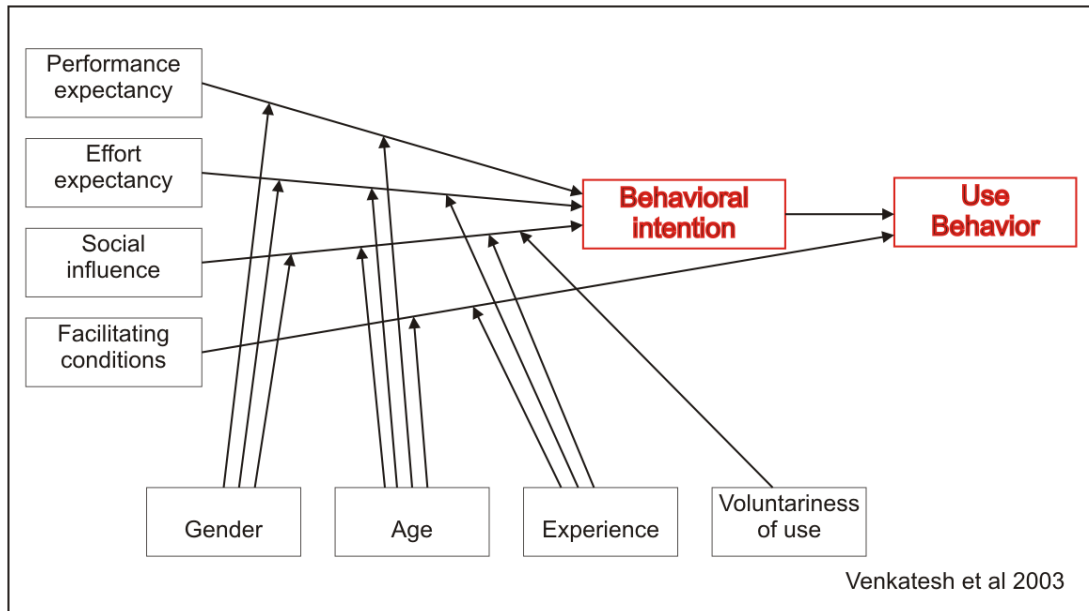 Performance
expectancy
Effort
expectancy
Social
influence
Facilitating
conditions
Behavioral
intention
Use
Behavior
Gender
Age
Experience
Voluntariness
of use
Venkatesh et al 2003